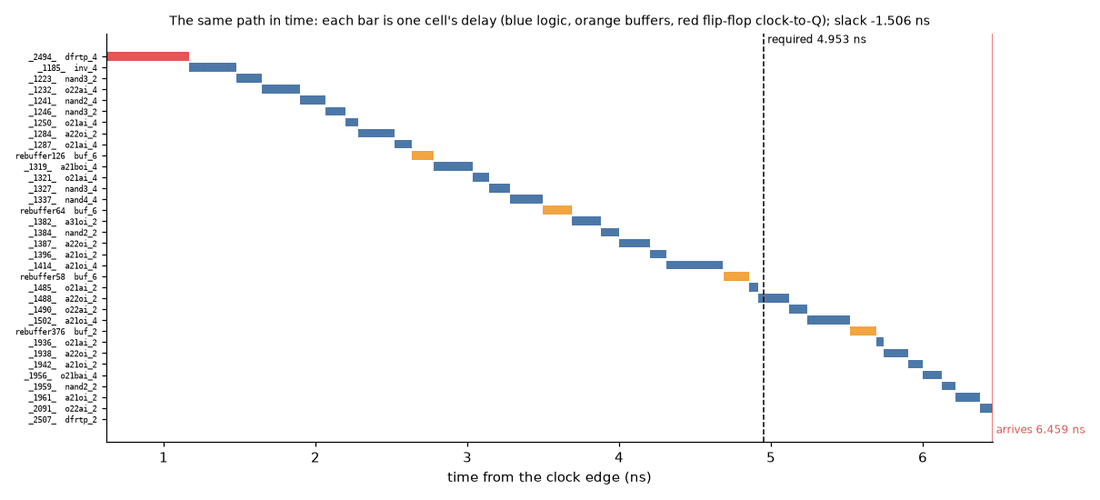 The same path in time: each bar is one cell's delay (blue logic, orange buffers, red flip-flop clock-to-Q); slack -1.506 ns
required 4.953 ns
_2494_ dfrtp_4
_1185_ inv_4
_1223_ nand3_2
_1232_ o22ai_4
_1241_ nand2_4
_1246_ nand3_2
_1250_ o21ai_4
_1284_ a22oi_2
_1287_ o21ai_4
rebuffer126 buf_6
_1319_ a21boi_4
_1321_ o21ai_4
_1327_ nand3_4
_1337_ nand4_4
rebuffer64 buf_6
_1382_ a31oi_2
_1384_ nand2_2
_1387_ a22oi_2
_1396_ a21oi_2
_1414_ a21oi_4
rebuffer58 buf_6
_1485_ o21ai_2
_1488_ a22oi_2
_1490_ o22ai_2
_1502_ a21oi_4
rebuffer376 buf_2
_1936_ o21ai_2
_1938_ a22oi_2
_1942_ a21oi_2
_1956_ o21bai_4
_1959_ nand2_2
_1961_ a21oi_2
_2091_ o22ai_2
_2507_ dfrtp_2
arrives 6.459 ns
1 2 3 4 5 6
time from the clock edge (ns)